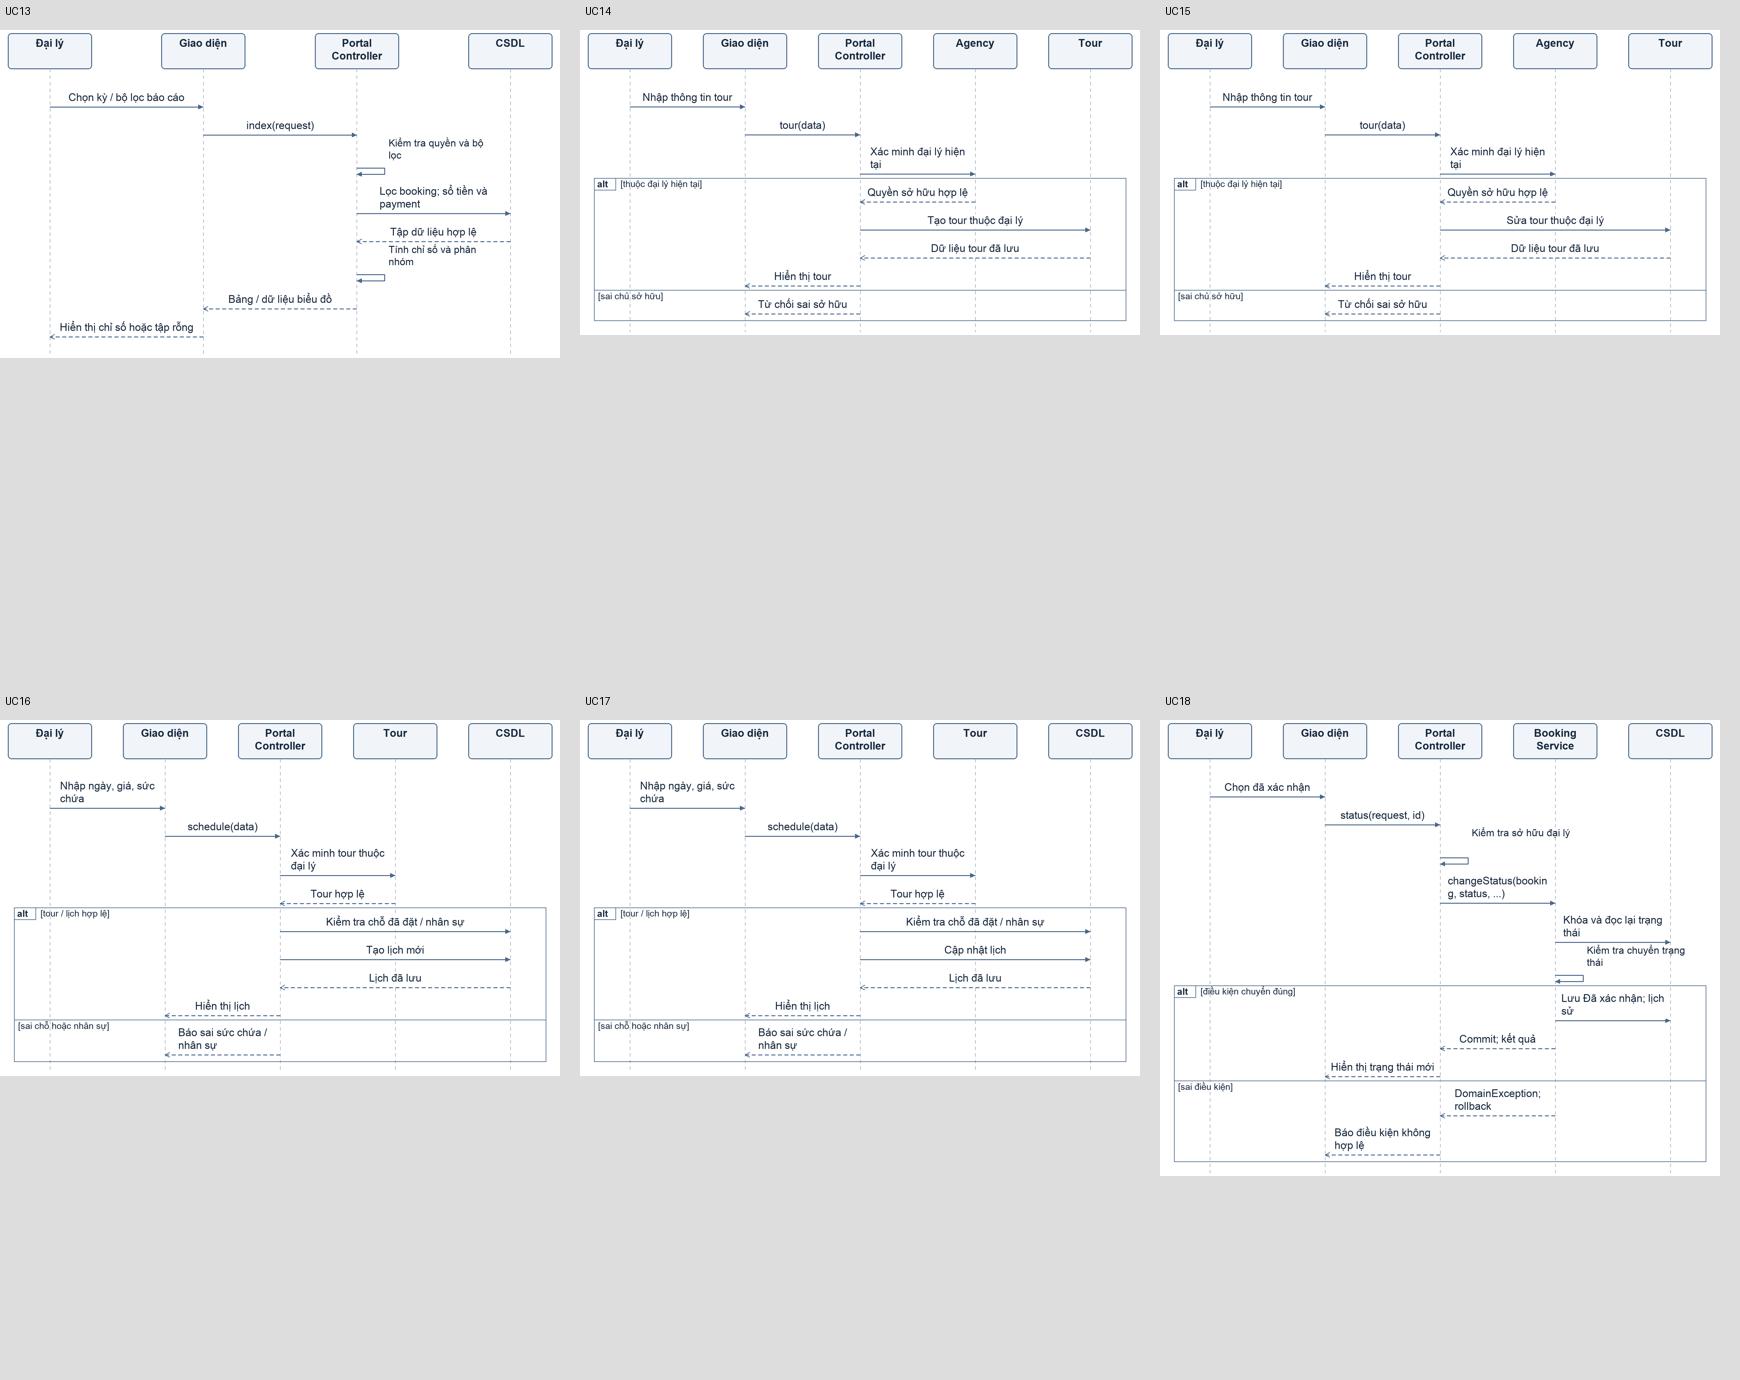 UC13
Đại lý
Giao diện
Portal
Controller
CSDL
Chọn kỳ / bộ lọc báo cáo
index(request)
Kiểm tra quyền và bộ
lọc
Lọc booking; số tiền và
payment
Tập dữ liệu hợp lệ
Tính chỉ số và phân
nhóm
Bảng / dữ liệu biểu đồ
Hiển thị chỉ số hoặc tập rỗng
UC14
Đại lý
Giao diện
Portal
Controller
Agency
Tour
Nhập thông tin tour
tour(data)
Xác minh đại lý hiện
tại
alt
[thuộc đại lý hiện tại]
Quyền sở hữu hợp lệ
Tạo tour thuộc đại lý
Dữ liệu tour đã lưu
Hiển thị tour
[sai chủ sở hữu]
Từ chối sai sở hữu
UC15
Đại lý
Giao diện
Portal
Controller
Agency
Tour
Nhập thông tin tour
tour(data)
Xác minh đại lý hiện
tại
alt
[thuộc đại lý hiện tại]
Quyền sở hữu hợp lệ
Sửa tour thuộc đại lý
Dữ liệu tour đã lưu
Hiển thị tour
[sai chủ sở hữu]
Từ chối sai sở hữu
UC16
Đại lý
Giao diện
Portal
Controller
Tour
CSDL
Nhập ngày, giá, sức
chứa
schedule(data)
Xác minh tour thuộc
đại lý
Tour hợp lệ
alt
[tour / lịch hợp lệ]
Kiểm tra chỗ đã đặt / nhân sự
Tạo lịch mới
Lịch đã lưu
Hiển thị lịch
[sai chỗ hoặc nhân sự]
Báo sai sức chứa /
nhân sự
UC17
Đại lý
Giao diện
Portal
Controller
Tour
CSDL
Nhập ngày, giá, sức
chứa
schedule(data)
Xác minh tour thuộc
đại lý
Tour hợp lệ
alt
[tour / lịch hợp lệ]
Kiểm tra chỗ đã đặt / nhân sự
Cập nhật lịch
Lịch đã lưu
Hiển thị lịch
[sai chỗ hoặc nhân sự]
Báo sai sức chứa /
nhân sự
UC18
Đại lý
Giao diện
Portal
Controller
Booking
Service
CSDL
Chọn đã xác nhận
status(request, id)
Kiểm tra sở hữu đại lý
changeStatus(bookin
g, status, ...)
Khóa và đọc lại trạng
thái
Kiểm tra chuyển trạng
thái
alt
[điều kiện chuyển đúng]
Lưu Đã xác nhận; lịch
sử
Commit; kết quả
Hiển thị trạng thái mới
[sai điều kiện]
DomainException;
rollback
Báo điều kiện không
hợp lệ